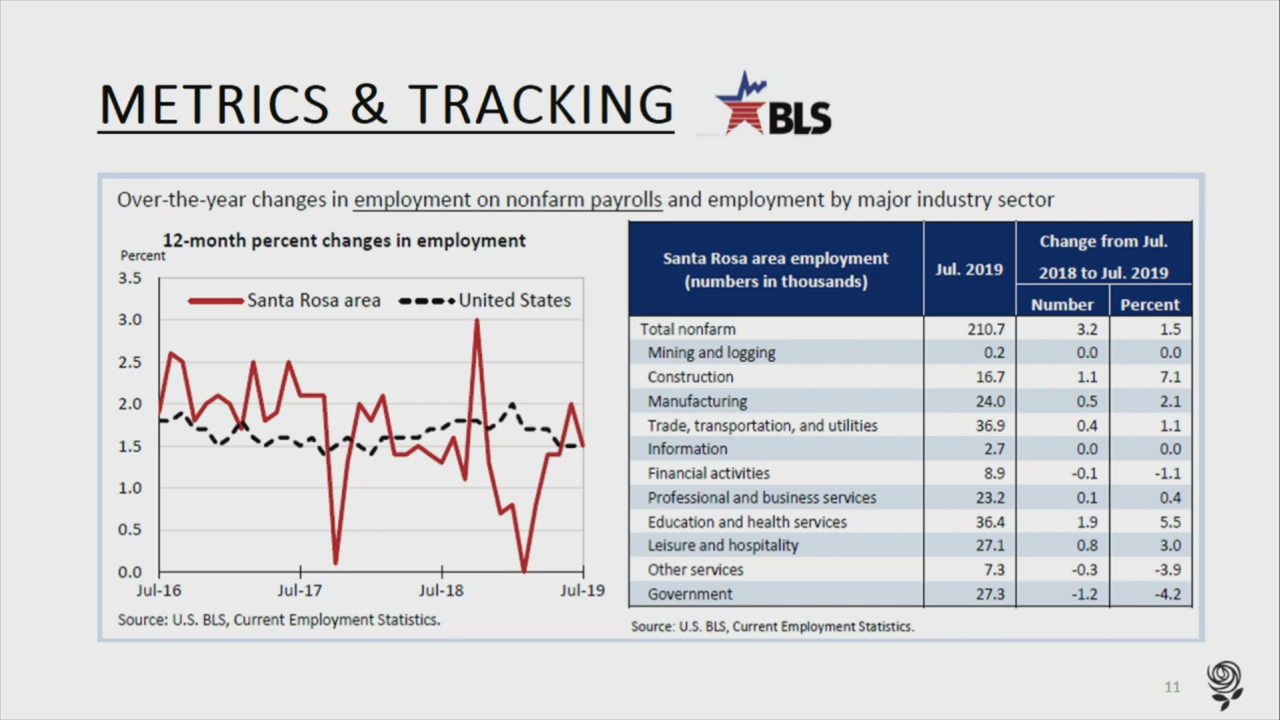 METRICS & TRACKING
BLS
Over-the-year changes in employment on nonfarm payrolls and employment by major industry sector
12-month percent changes in employment
Percent
3.5
3.0
2.5
2.0
1.5
1.0
0.5
0.0
Santa Rosa area United States
Jul-16 Jul-17 Jul-18 Jul-19
Source: U.S. BLS, Current Employment Statistics.
Santa Rosa area employment
(numbers in thousands)
Jul. 2019
Change from Jul.
2018 to Jul. 2019
Number Percent
Total nonfarm 210.7 3.2 1.5
Mining and logging 0.2 0.0 0.0
Construction 16.7 1.1 7.1
Manufacturing 24.0 0.5 2.1
Trade, transportation, and utilities 36.9 0.4 1.1
Information 2.7 0.0 0.0
Financial activities 8.9 -0.1 -1.1
Professional and business services 23.2 0.1 0.4
Education and health services 36.4 1.9 5.5
Leisure and hospitality 27.1 0.8 3.0
Other services 7.3 -0.3 -3.9
Government 27.3 -1.2 -4.2
Source: U.S. BLS, Current Employment Statistics.
11